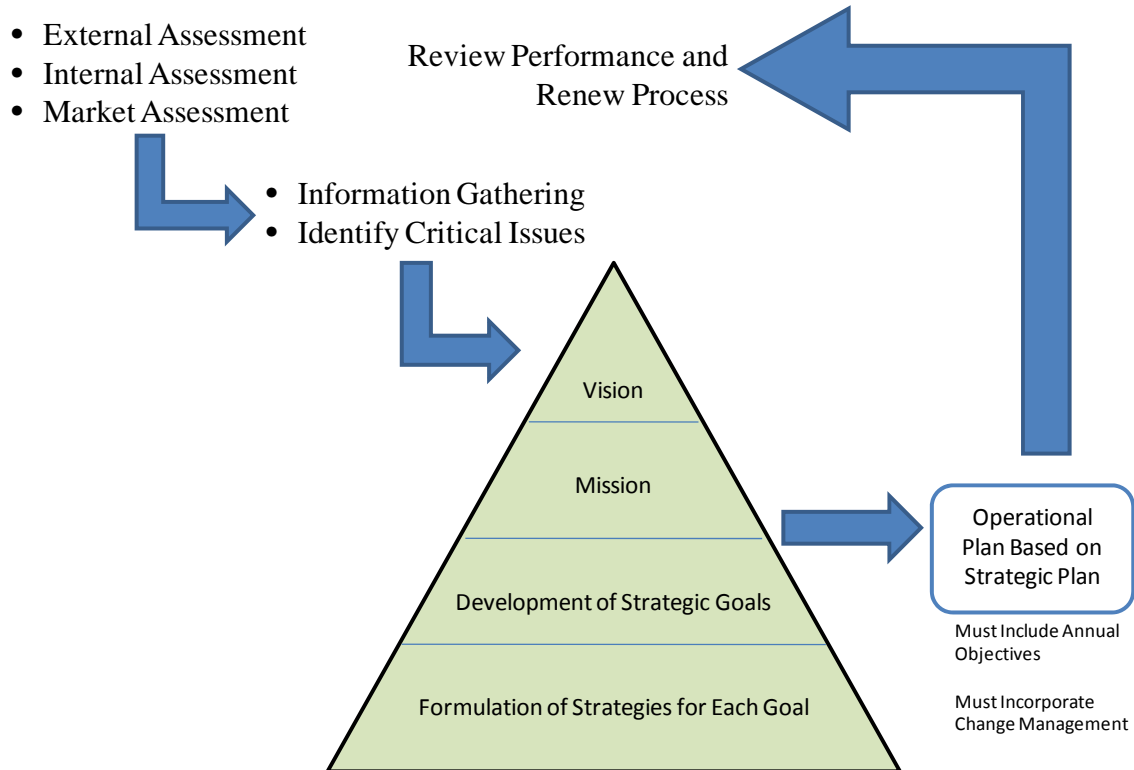 • External Assessment
• Internal Assessment
• Market Assessment
Review Performance and
Renew Process
• Information Gathering
• Identify Critical Issues
Vision
Mission
Development of Strategic Goals
Formulation of Strategies for Each Goal
Operational
Plan Based on
Strategic Plan
Must Include Annual
Objectives
Must Incorporate
Change Management